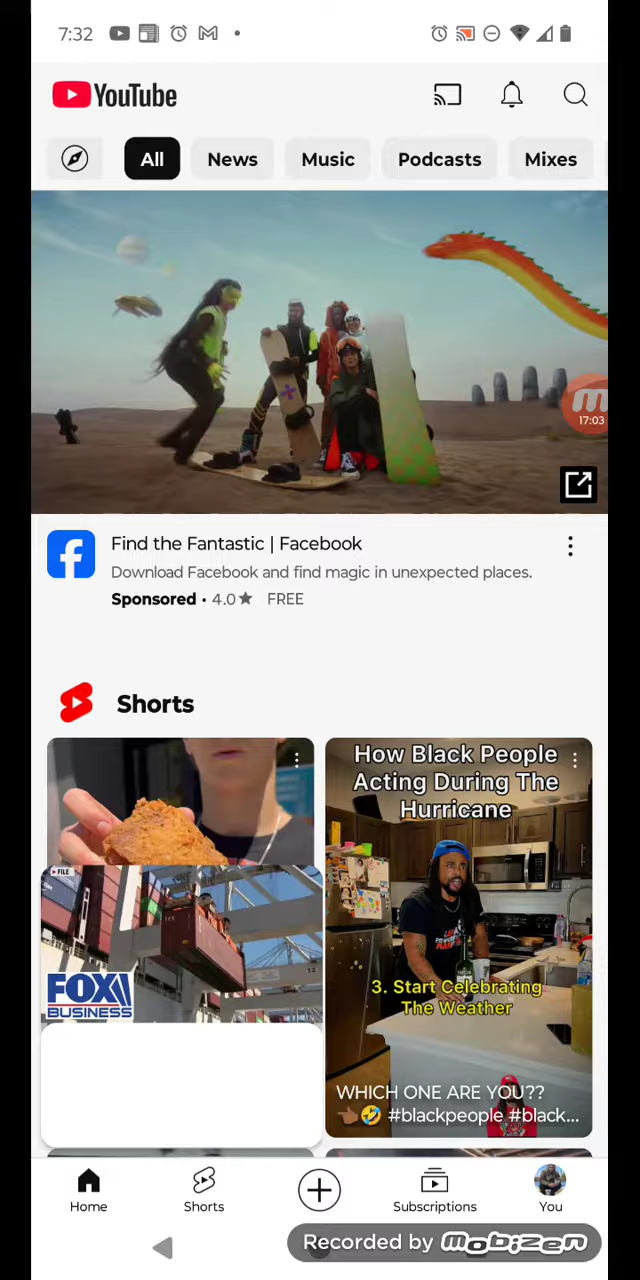 7:32
YouTube
All News Music Podcasts Mixes
17:03
Find the Fantastic | Facebook
Download Facebook and find magic in unexpected places.
Sponsored • 4.0★ FREE
Shorts
How Black People
Acting During The
Hurricane
FILE
FOX
BUSINESS
3. Start Celebrating
The Weather
WHICH ONE ARE YOU??
👈🏾🤣 #blackpeople #black...
Home Shorts Subscriptions You
Recorded by mobizen